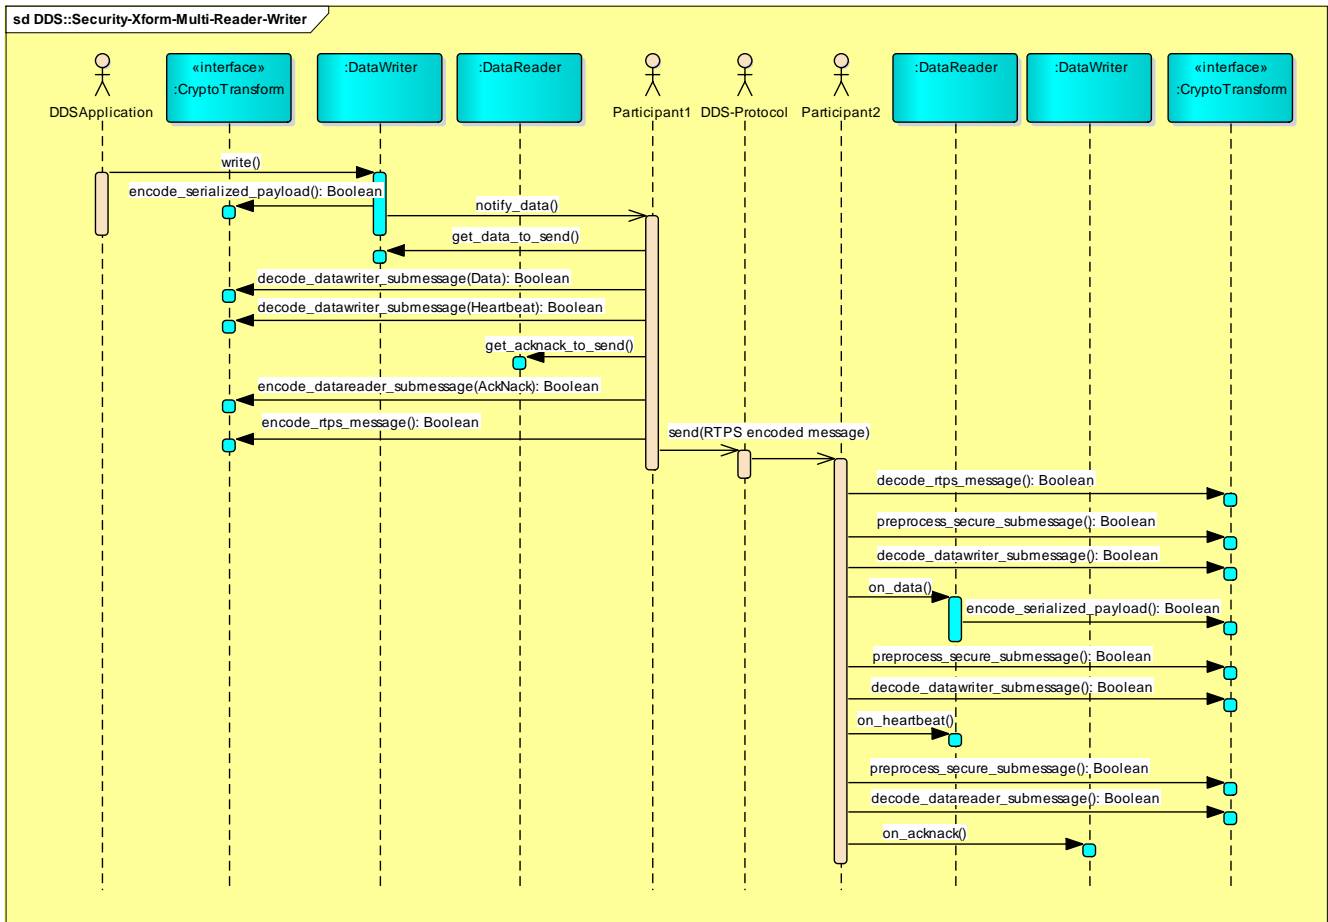 sd DDS::Security-Xform-Multi-Reader-Writer
DDSApplication
«interface»
:CryptoTransform
:DataWriter
:DataReader
Participant1
DDS-Protocol
Participant2
:DataReader
:DataWriter
«interface»
:CryptoTransform
write()
encode_serialized_payload(): Boolean
notify_data()
get_data_to_send()
decode_datawriter_submessage(Data): Boolean
decode_datawriter_submessage(Heartbeat): Boolean
get_acknack_to_send()
encode_datareader_submessage(AckNack): Boolean
encode_rtps_message(): Boolean
send(RTPS encoded message)
decode_rtps_message(): Boolean
preprocess_secure_submessage(): Boolean
decode_datawriter_submessage(): Boolean
on_data()
encode_serialized_payload(): Boolean
preprocess_secure_submessage(): Boolean
decode_datawriter_submessage(): Boolean
on_heartbeat()
preprocess_secure_submessage(): Boolean
decode_datareader_submessage(): Boolean
on_acknack()